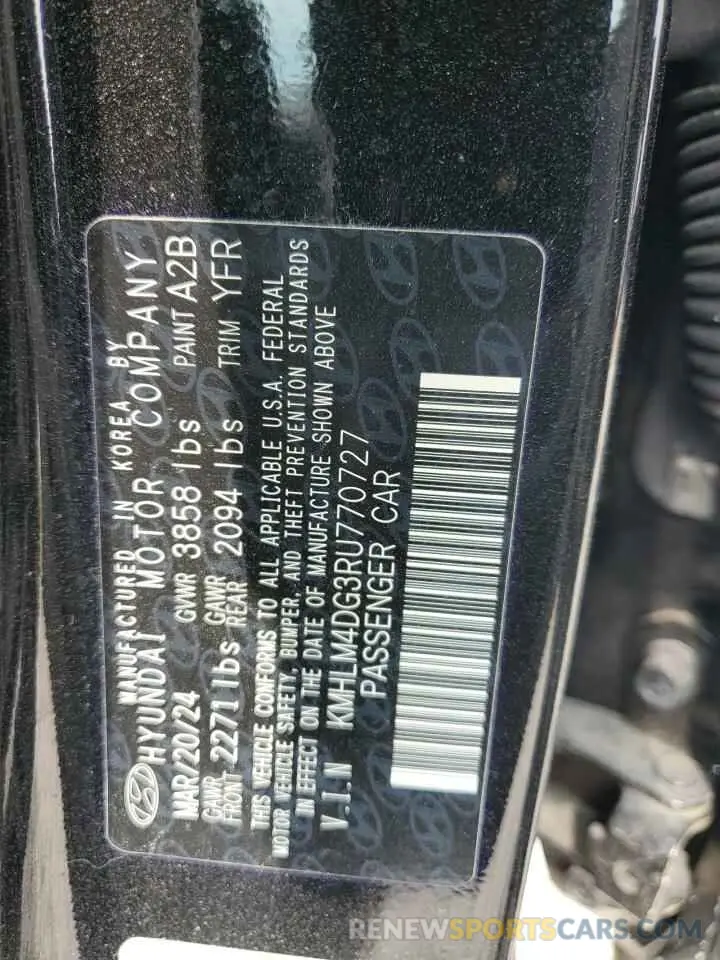 MANUFACTURED IN KOREA BY
HYUNDAI MOTOR COMPANY
MAR/20/24 GVWR 3858 lbs PAINT A2B
GAWR FRONT 2271 lbs GAWR REAR 2094 lbs TRIM YFR
THIS VEHICLE CONFORMS TO ALL APPLICABLE U.S.A. FEDERAL
MOTOR VEHICLE SAFETY, BUMPER, AND THEFT PREVENTION STANDARDS
IN EFFECT ON THE DATE OF MANUFACTURE SHOWN ABOVE
V.I.N KMHLM4DG3RU770727
PASSENGER CAR
RENEWSPORTSCARS.COM